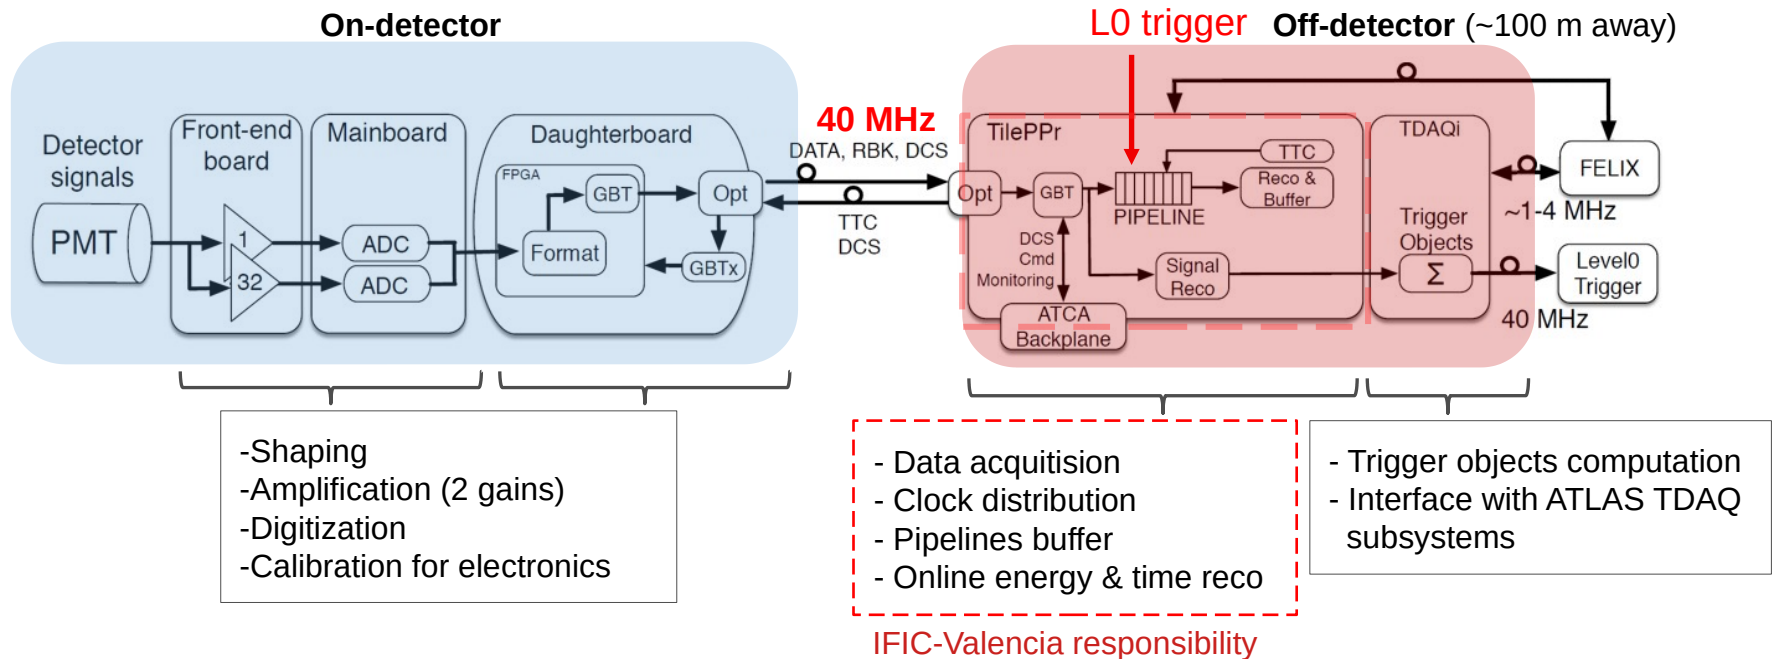 On-detector
L0 trigger
Off-detector (~100 m away)
Detector
signals
PMT
Front-end
board
1
32
Mainboard
ADC
ADC
Daughterboard
FPGA
GBT
Format
Opt
GBTx
40 MHz
DATA, RBK, DCS
TTC
DCS
TilePPr
Opt
GBT
PIPELINE
TTC
Reco &
Buffer
DCS
Cmd
Monitoring
Signal
Reco
ATCA
Backplane
TDAQi
Trigger
Objects
Σ
FELIX
~1-4 MHz
Level0
Trigger
40 MHz
-Shaping
-Amplification (2 gains)
-Digitization
-Calibration for electronics
- Data acquitision
- Clock distribution
- Pipelines buffer
- Online energy & time reco
IFIC-Valencia responsibility
- Trigger objects computation
- Interface with ATLAS TDAQ
subsystems